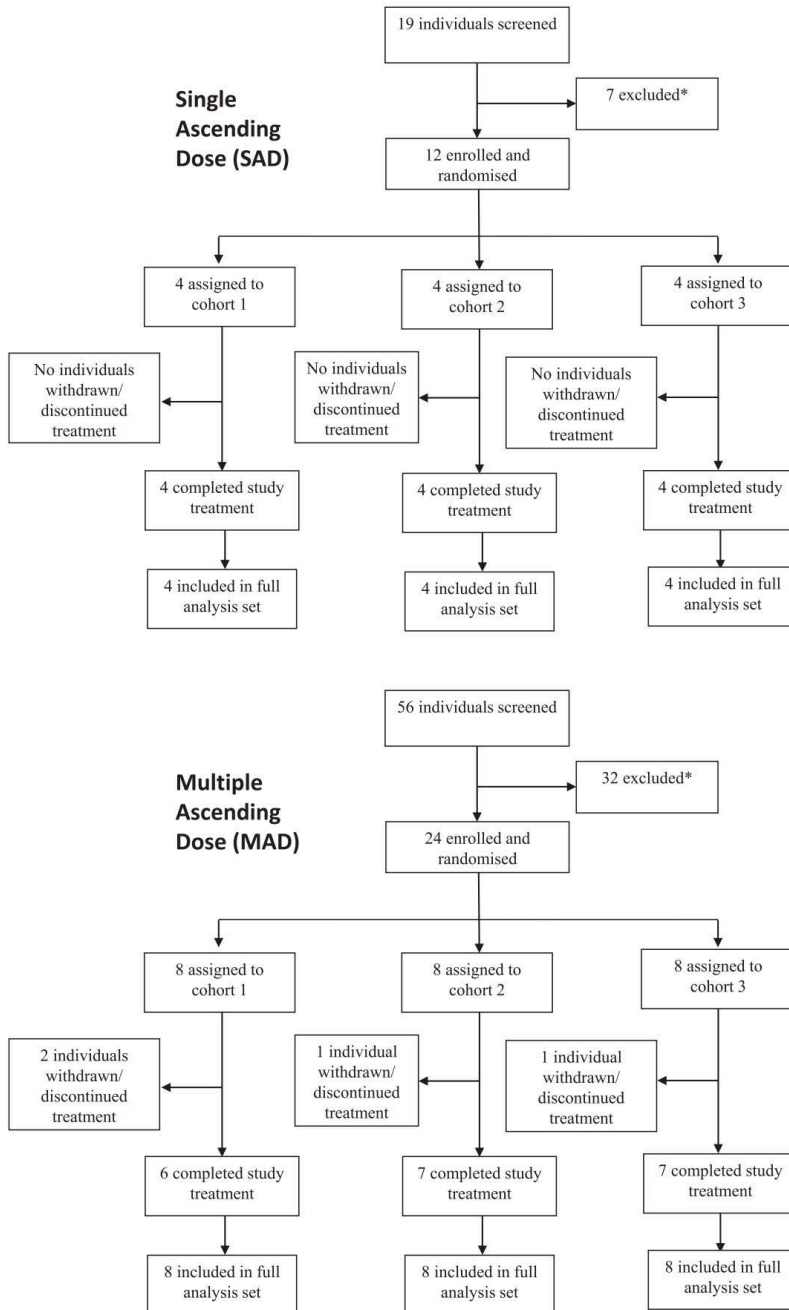 19 individuals screened
7 excluded*
Single
Ascending
Dose (SAD)
12 enrolled and
randomised
4 assigned to
cohort 1
4 assigned to
cohort 2
4 assigned to
cohort 3
No individuals
withdrawn/
discontinued
treatment
No individuals
withdrawn/
discontinued
treatment
No individuals
withdrawn/
discontinued
treatment
4 completed study
treatment
4 completed study
treatment
4 completed study
treatment
4 included in full
analysis set
4 included in full
analysis set
4 included in full
analysis set
56 individuals screened
32 excluded*
Multiple
Ascending
Dose (MAD)
24 enrolled and
randomised
8 assigned to
cohort 1
8 assigned to
cohort 2
8 assigned to
cohort 3
2 individuals
withdrawn/
discontinued
treatment
1 individual
withdrawn/
discontinued
treatment
1 individual
withdrawn/
discontinued
treatment
6 completed study
treatment
7 completed study
treatment
7 completed study
treatment
8 included in full
analysis set
8 included in full
analysis set
8 included in full
analysis set